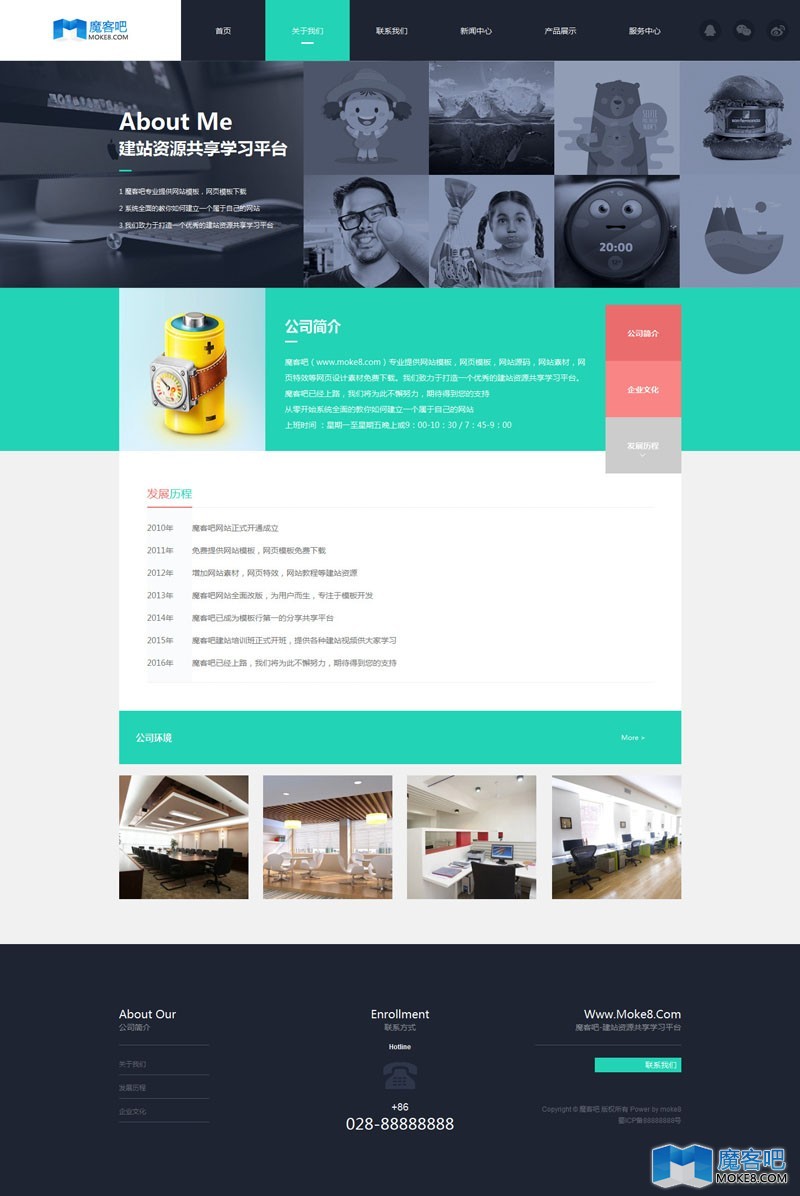 魔客吧
MOKE8.COM
首页
关于我们
联系我们
新闻中心
产品展示
服务中心
About Me
建站资源共享学习平台
1 魔客吧专业提供网站模板，网页模板下载
2 系统全面的教你如何建立一个属于自己的网站
3 我们致力于打造一个优秀的建站资源共享学习平台
20:00
公司简介
魔客吧（www.moke8.com）专业提供网站模板，网页模板，网站源码，网站素材，网
页特效等网页设计素材免费下载。我们致力于打造一个优秀的建站资源共享学习平台。
魔客吧已经上路，我们将为此不懈努力，期待得到您的支持
从零开始系统全面的教你如何建立一个属于自己的网站
上班时间 ：星期一至星期五晚上或9：00-10：30 / 7：45-9：00
公司简介
企业文化
发展历程
发展历程
2010年 魔客吧网站正式开通成立
2011年 免费提供网站模板，网页模板免费下载
2012年 增加网站素材，网页特效，网站教程等建站资源
2013年 魔客吧网站全面改版，为用户而生，专注于模板开发
2014年 魔客吧已成为模板行第一的分享共享平台
2015年 魔客吧建站培训班正式开班，提供各种建站视频供大家学习
2016年 魔客吧已经上路，我们将为此不懈努力，期待得到您的支持
公司环境
More +
About Our
公司简介
关于我们
发展历程
企业文化
Enrollment
联系方式
Hotline
+86
028-88888888
Www.Moke8.Com
魔客吧-建站资源共享学习平台
联系我们
Copyright © 魔客吧 版权所有 Power by moke8
蜀ICP备88888888号
魔客吧
MOKE8.COM